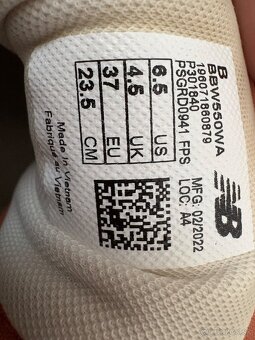 B
BBW550WA
196071860879
P301840
PSGRD0941 FPS
6.5 US
4.5 UK
37 EU
23.5 CM
MFG: 02/2022
LOC: A4
NB
Made in Vietnam
Fabriqué au Vietnam